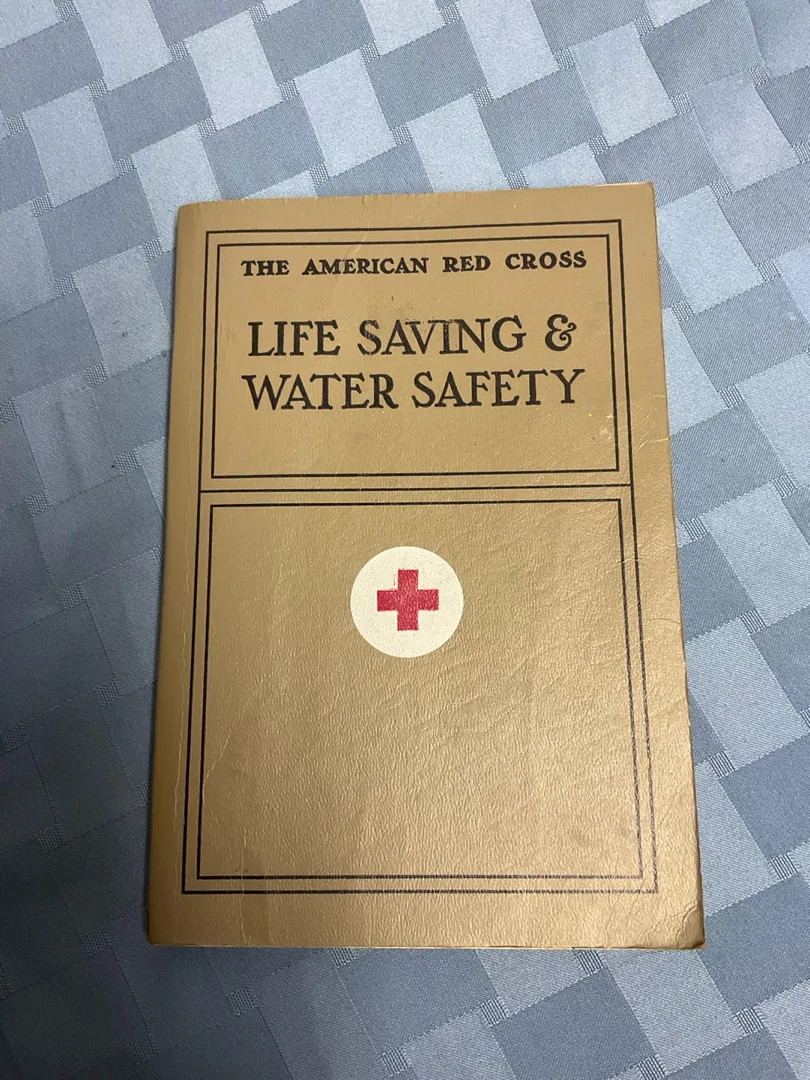 THE AMERICAN RED CROSS
LIFE SAVING &
WATER SAFETY